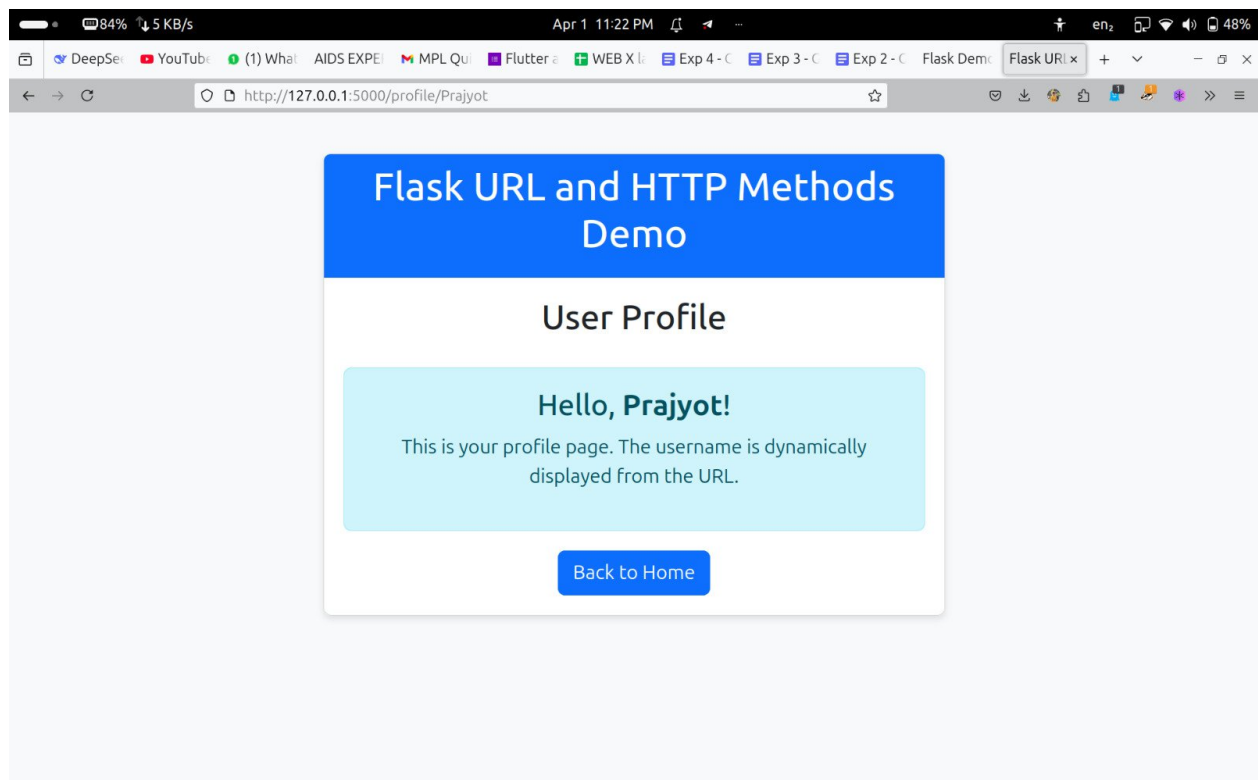 84% 5 KB/s Apr 1 11:22 PM en₂ 48%
DeepSe YouTube (1) What AIDS EXPE MPL Qui Flutter a WEB X l Exp 4 - C Exp 3 - C Exp 2 - C Flask Demo Flask URL
http://127.0.0.1:5000/profile/Prajyot
Flask URL and HTTP Methods
Demo
User Profile
Hello, Prajyot!
This is your profile page. The username is dynamically
displayed from the URL.
Back to Home